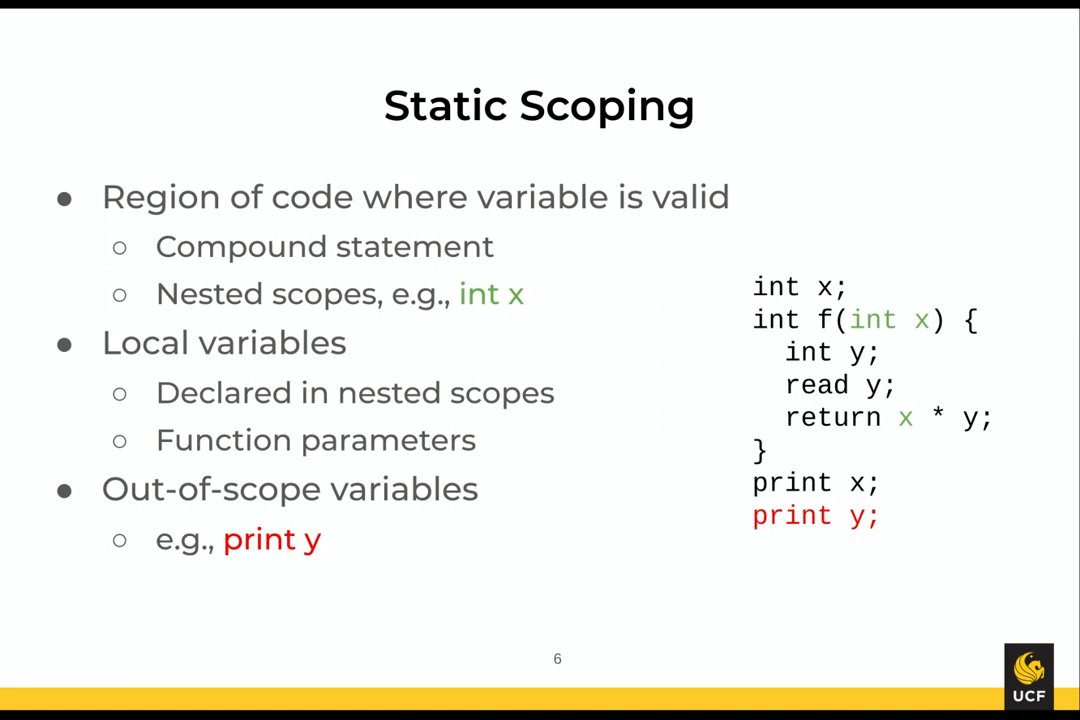 Static Scoping
● Region of code where variable is valid
○ Compound statement
○ Nested scopes, e.g., int x
● Local variables
○ Declared in nested scopes
○ Function parameters
● Out-of-scope variables
○ e.g., print y
int x;
int f(int x) {
  int y;
  read y;
  return x * y;
}
print x;
print y;
6
UCF